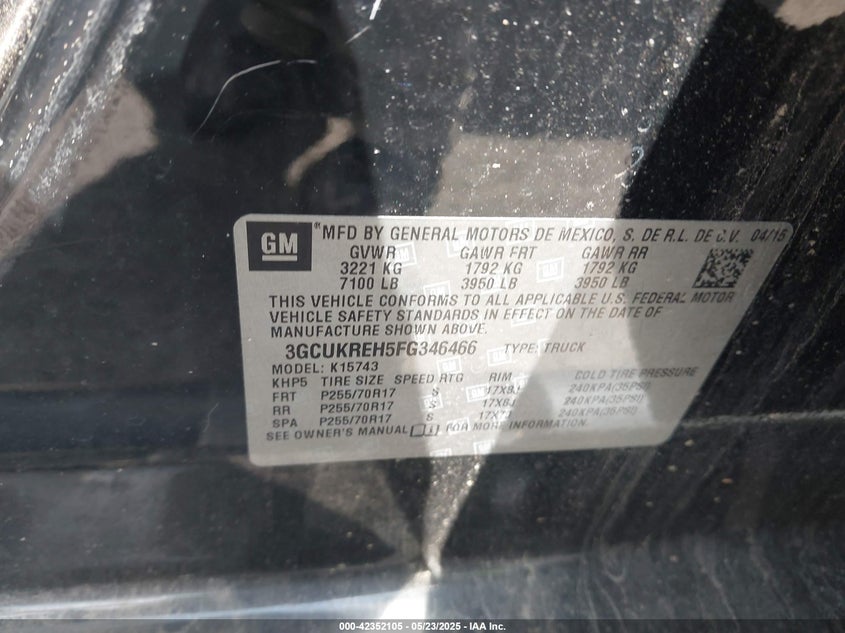 GM
® MFD BY GENERAL MOTORS DE MEXICO, S. DE R.L. DE C.V. 04/15
GVWR GAWR FRT GAWR RR
3221 KG 1792 KG 1792 KG
7100 LB 3950 LB 3950 LB
THIS VEHICLE CONFORMS TO ALL APPLICABLE U.S. FEDERAL MOTOR
VEHICLE SAFETY STANDARDS IN EFFECT ON THE DATE OF
MANUFACTURE SHOWN ABOVE.
3GCUKREH5FG346466 TYPE: TRUCK
MODEL: K15743
KHP5 TIRE SIZE SPEED RTG RIM COLD TIRE PRESSURE
FRT P255/70R17 S 17X8J 240KPA(35PSI)
RR P255/70R17 S 17X8J 240KPA(35PSI)
SPA P255/70R17 S 17X7J 240KPA(35PSI)
SEE OWNER'S MANUAL FOR MORE INFORMATION
000-42352105 - 05/23/2025 - IAA Inc.